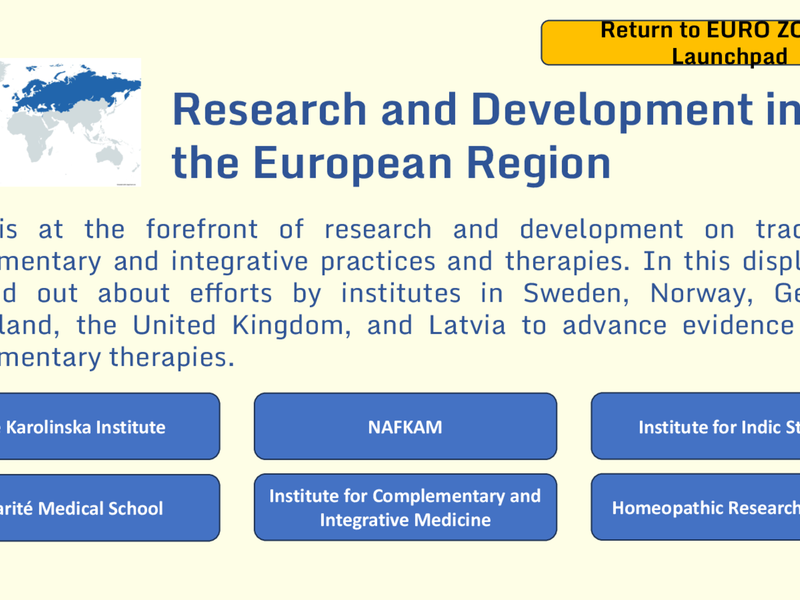 Return to EURO ZO
Launchpad
Research and Development in
the European Region
is at the forefront of research and development on trad
mentary and integrative practices and therapies. In this displ
d out about efforts by institutes in Sweden, Norway, Ge
land, the United Kingdom, and Latvia to advance evidence
mentary therapies.
Karolinska Institute
NAFKAM
Institute for Indic St
arité Medical School
Institute for Complementary and
Integrative Medicine
Homeopathic Research